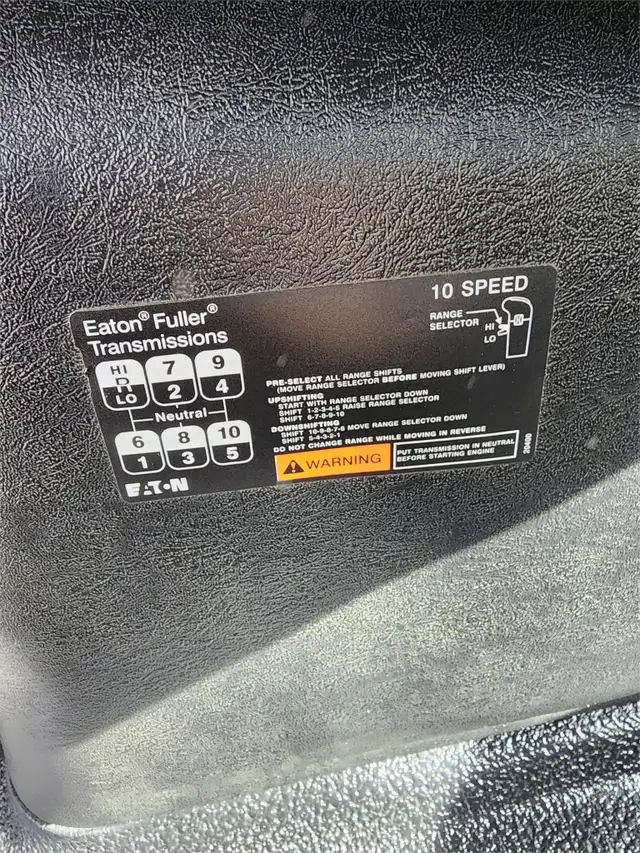 10 SPEED
Eaton® Fuller®
Transmissions
RANGE
SELECTOR
HI
LO
HI
R
LO
7
2
9
4
Neutral
6
1
8
3
10
5
PRE-SELECT ALL RANGE SHIFTS
(MOVE RANGE SELECTOR BEFORE MOVING SHIFT LEVER)
UPSHIFTING
START WITH RANGE SELECTOR DOWN
SHIFT 1-2-3-4-5 RAISE RANGE SELECTOR
SHIFT 6-7-8-9-10
DOWNSHIFTING
SHIFT 10-9-8-7-6 MOVE RANGE SELECTOR DOWN
SHIFT 5-4-3-2-1
DO NOT CHANGE RANGE WHILE MOVING IN REVERSE
WARNING
PUT TRANSMISSION IN NEUTRAL
BEFORE STARTING ENGINE
20400
EATON